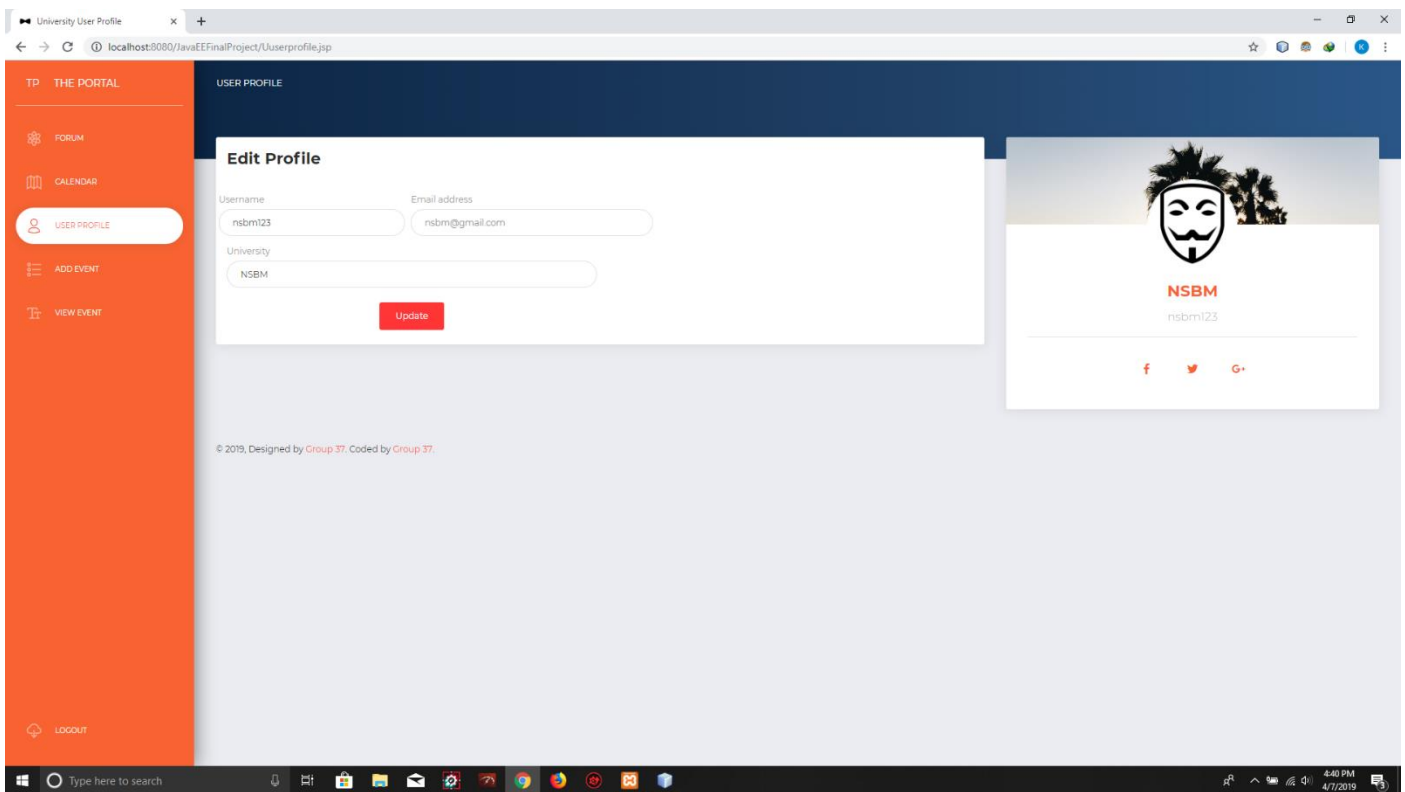 University User Profile
localhost:8080/JavaEEFinalProject/Uuserprofile.jsp
K
TP THE PORTAL
USER PROFILE
FORUM
CALENDAR
USER PROFILE
ADD EVENT
VIEW EVENT
LOGOUT
Edit Profile
Username Email address
nsbm123 nsbm@gmail.com
University
NSBM
Update
NSBM
nsbm123
f G+
© 2019, Designed by Group 37. Coded by Group 37.
Type here to search
4:40 PM
4/7/2019
3